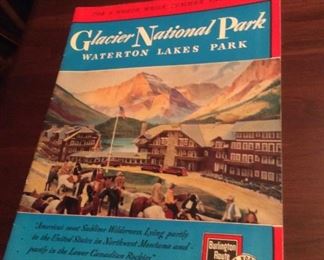 Glacier National Park
WATERTON LAKES PARK
"America's most Sublime Wilderness, Lying partly
in the United States in Northwest Montana and
partly in the Lower Canadian Rockies"
Burlington
Route